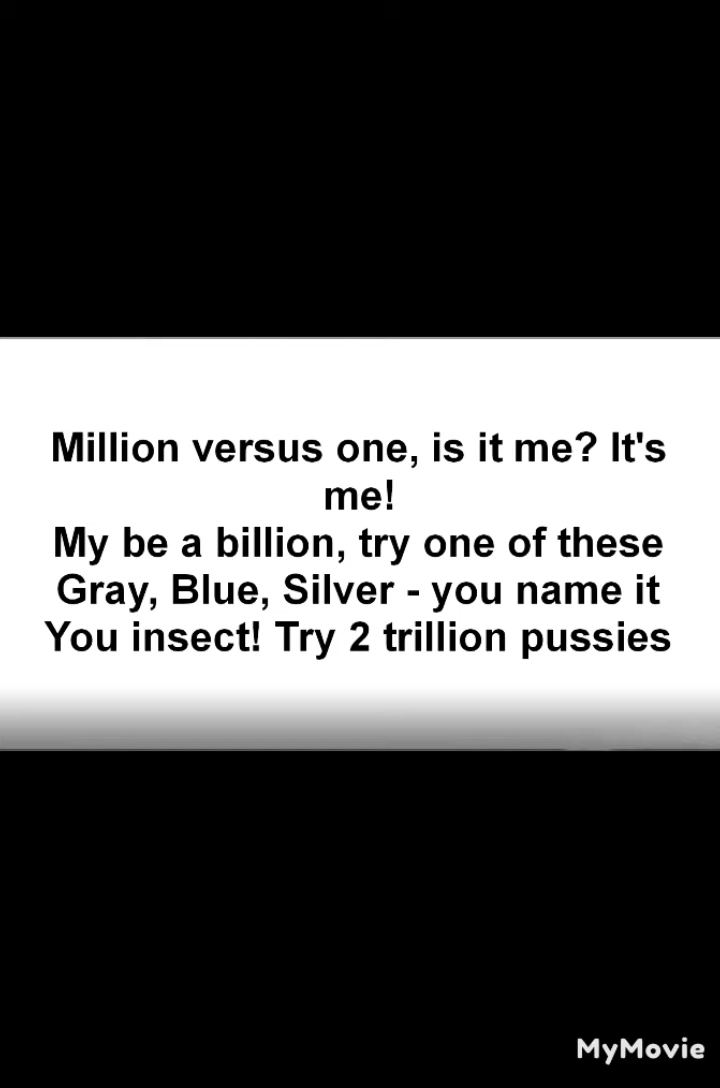 Million versus one, is it me? It's
me!
My be a billion, try one of these
Gray, Blue, Silver - you name it
You insect! Try 2 trillion pussies
MyMovie